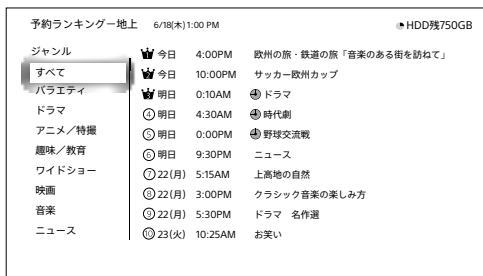 予約ランキングー地上 6/18(木)1:00 PM HDD残750GB
ジャンル
すべて
バラエティ
ドラマ
アニメ／特撮
趣味／教育
ワイドショー
映画
音楽
ニュース
1 今日 4:00PM 欧州の旅・鉄道の旅「音楽のある街を訪ねて」
2 今日 10:00PM サッカー欧州カップ
3 明日 0:10AM ドラマ
④ 明日 4:30AM 時代劇
⑤ 明日 0:00PM 野球交流戦
⑥ 明日 9:30PM ニュース
⑦ 22(月) 5:15AM 上高地の自然
⑧ 22(月) 3:00PM クラシック音楽の楽しみ方
⑨ 22(月) 5:30PM ドラマ 名作選
⑩ 23(火) 10:25AM お笑い